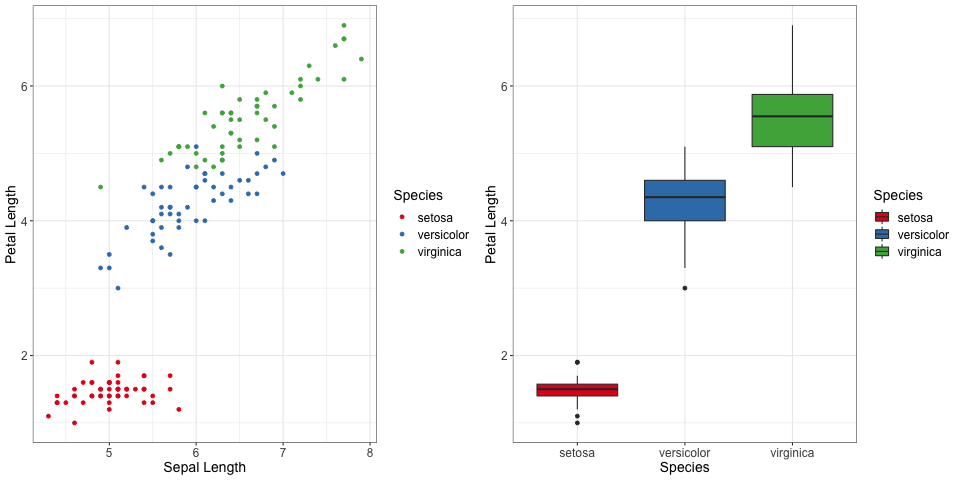 Petal Length
6
4
2
5
6
7
8
Sepal Length
Species
setosa
versicolor
virginica
Petal Length
6
4
2
setosa
versicolor
virginica
Species
Species
setosa
versicolor
virginica